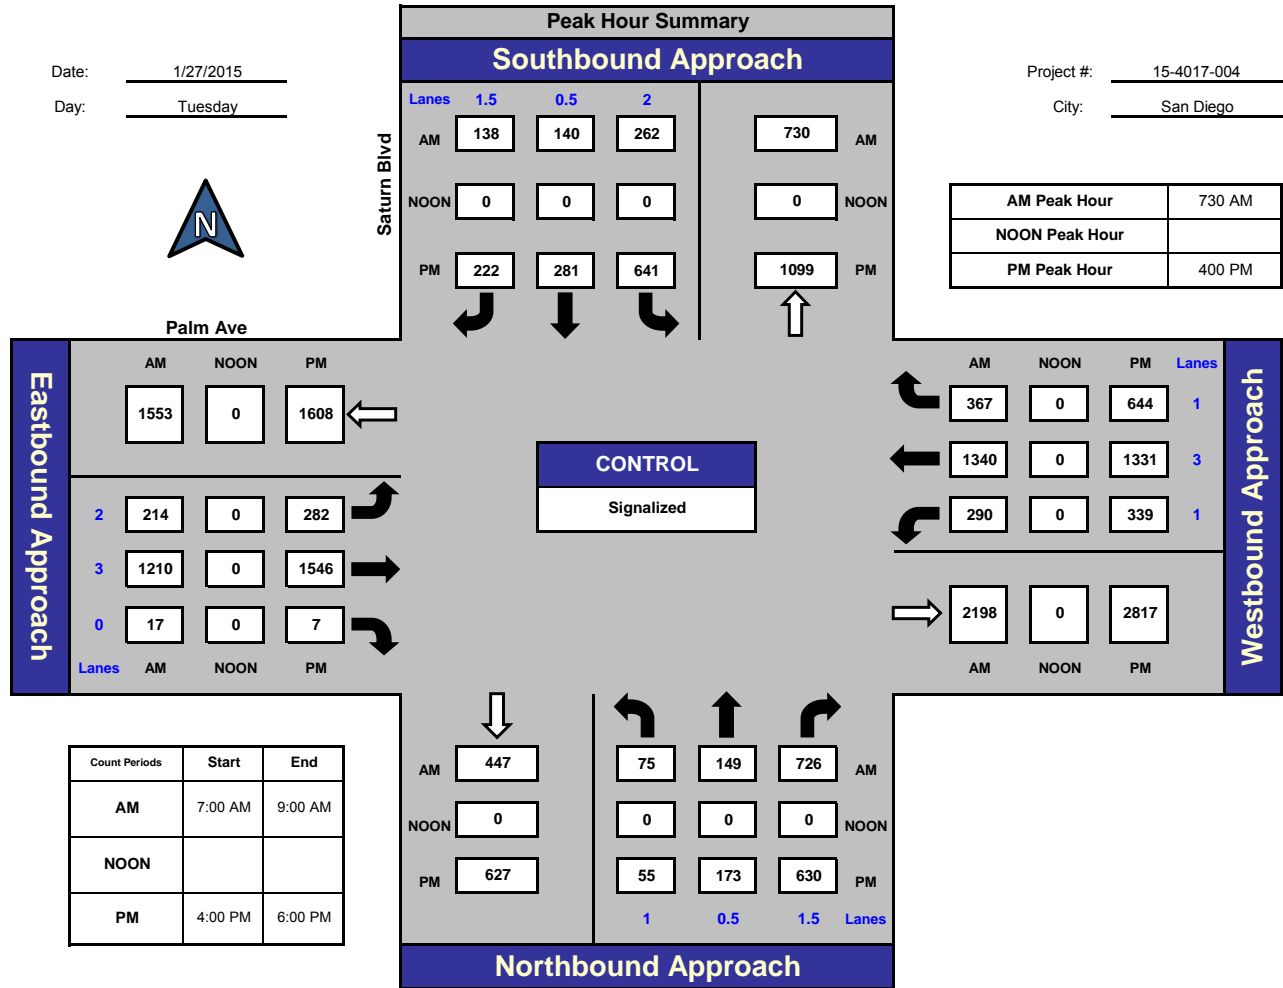 Peak Hour Summary
Southbound Approach
Date: 1/27/2015
Day: Tuesday
Project #: 15-4017-004
City: San Diego
Lanes 1.5 0.5 2
AM 138 140 262 730 AM
NOON 0 0 0 0 NOON
PM 222 281 641 1099 PM
Saturn Blvd
N
AM Peak Hour 730 AM
NOON Peak Hour
PM Peak Hour 400 PM
Palm Ave
Eastbound Approach
AM NOON PM
1553 0 1608
2 214 0 282
3 1210 0 1546
0 17 0 7
Lanes AM NOON PM
CONTROL
Signalized
AM NOON PM Lanes
367 0 644 1
1340 0 1331 3
290 0 339 1
2198 0 2817
AM NOON PM
Westbound Approach
Count Periods Start End
AM 7:00 AM 9:00 AM
NOON
PM 4:00 PM 6:00 PM
AM 447 75 149 726 AM
NOON 0 0 0 0 NOON
PM 627 55 173 630 PM
1 0.5 1.5 Lanes
Northbound Approach